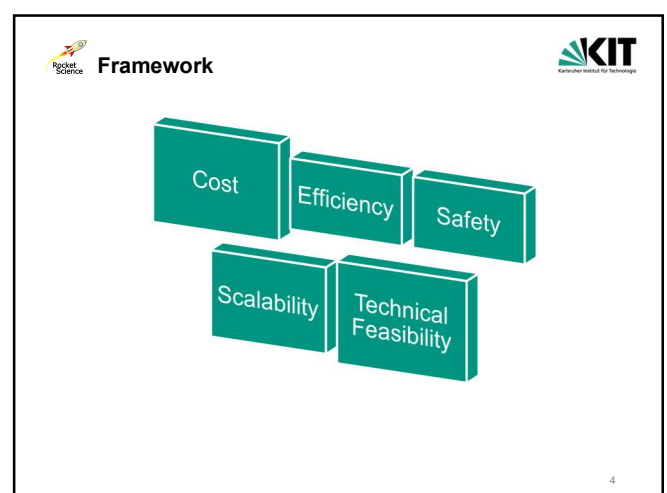 Rocket
Science
Framework
KIT
Karlsruher Institut für Technologie
Cost
Efficiency
Safety
Scalability
Technical
Feasibility
4